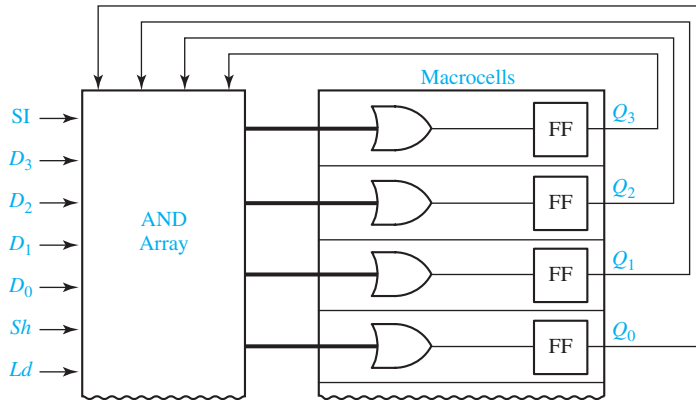 Macrocells
SI
D₃
D₂
D₁
D₀
Sh
Ld
AND
Array
FF
Q₃
FF
Q₂
FF
Q₁
FF
Q₀